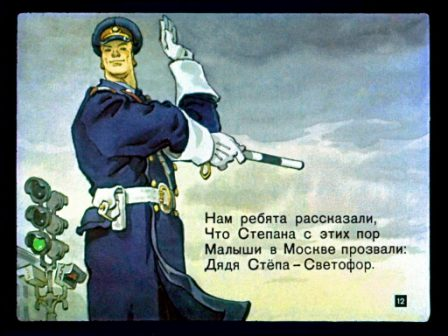 Нам ребята рассказали,
Что Степана с этих пор
Малыши в Москве прозвали:
Дядя Стёпа – Светофор.
12